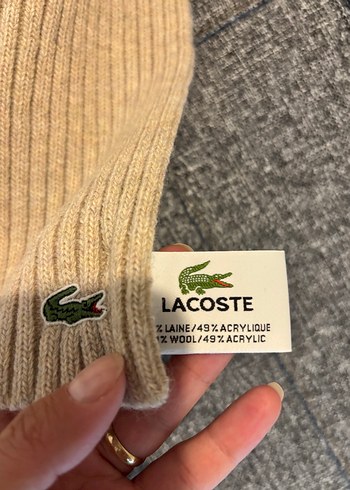 LACOSTE
% LAINE/49% ACRYLIQUE
% WOOL/49% ACRYLIC